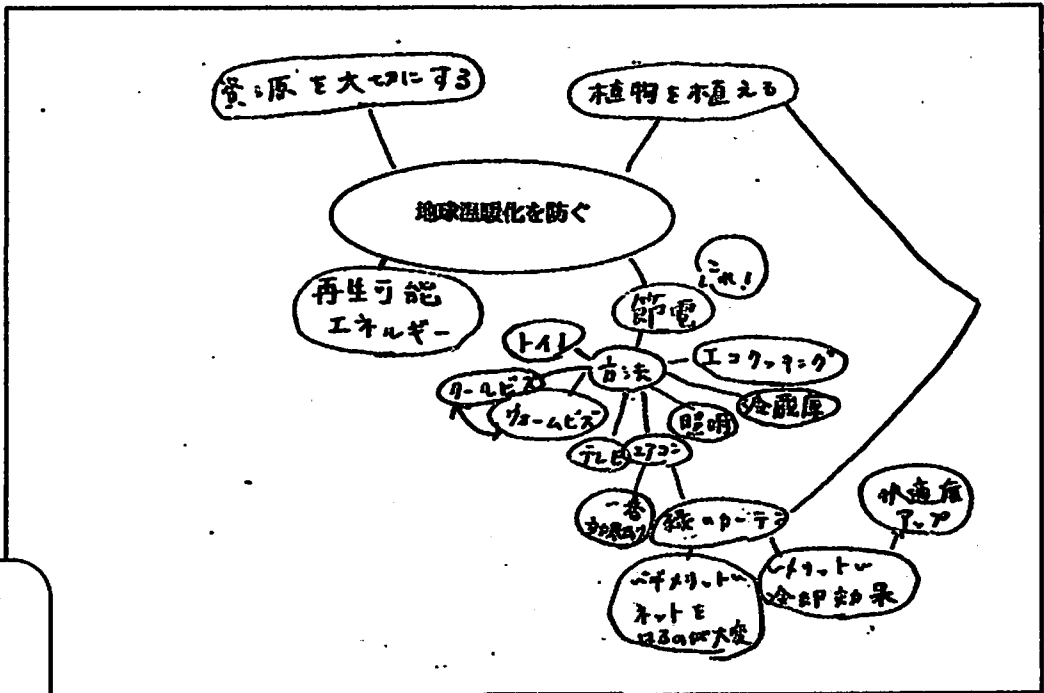 資源を大切にする
植物を植える
地球温暖化を防ぐ
これ!
再生可能
エネルギー
節電
トイレ
方法
エコクッキング
クールビズ
ウォームビズ
冷蔵庫
照明
テレビ
エアコン
快適度
アップ
一番
緑のカーテン
〜デメリット〜
ネットを
はるのが大変
〜メリット〜
冷却効果